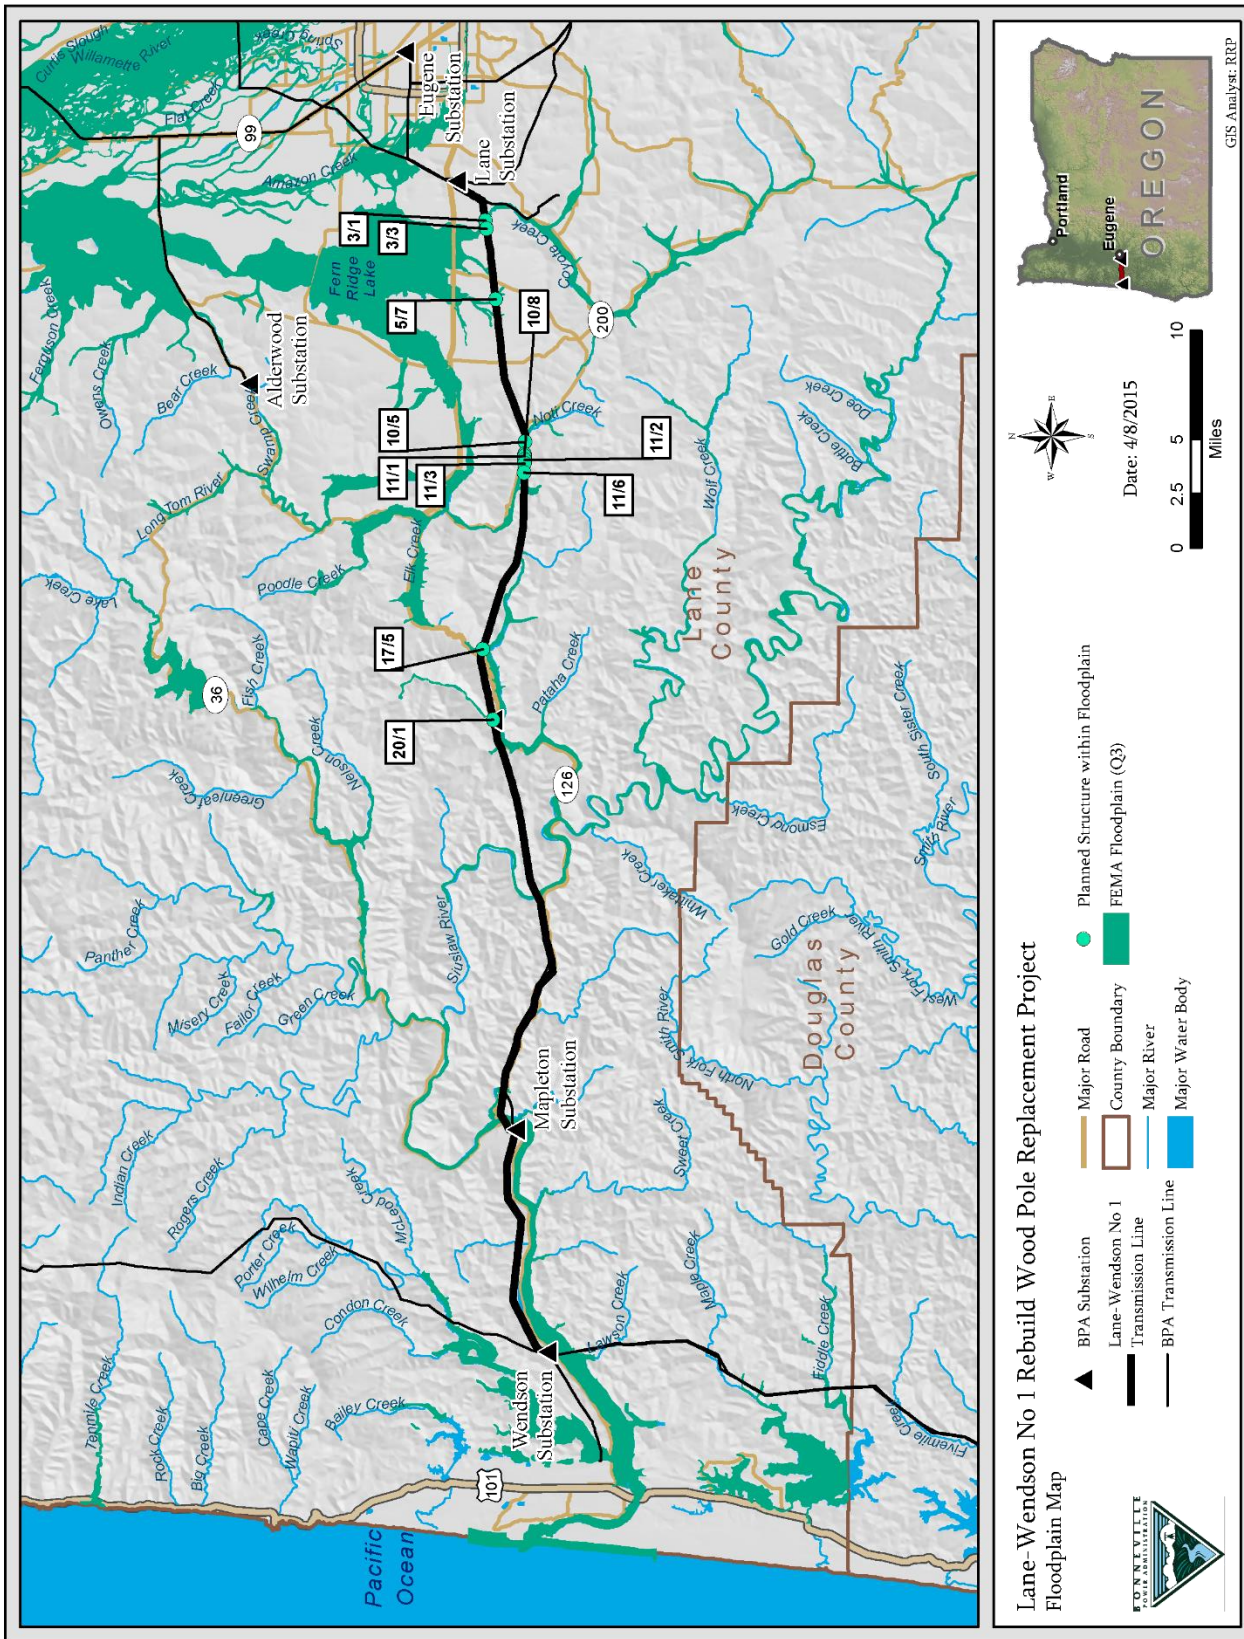 Curtis Slough
Willamette River
Spring Creek
Flat Creek
99
Amazon Creek
Eugene
Substation
Lane
Substation
3/1
3/3
Fern
Ridge
Lake
5/7
10/8
Coyote Creek
200
Ferguson Creek
Owens Creek
Bear Creek
Alderwood
Substation
Swamp Creek
Long Tom River
10/5
11/1
11/3
11/2
11/6
Noti Creek
Wolf Creek
Doe Creek
Bottle Creek
Lake Creek
Poodle Creek
Elk Creek
Lane
County
17/5
20/1
36
Fish Creek
Nelson Creek
Greenleaf Creek
Pataha Creek
126
South Sister Creek
Smith River
Esmond Creek
Panther Creek
Misery Creek
Failor Creek
Green Creek
Siuslaw River
Whittaker Creek
Gold Creek
West Fork Smith River
Douglas
County
North Fork Smith River
Indian Creek
Rogers Creek
Mapleton
Substation
Sweet Creek
McLeod Creek
Porter Creek
Wilhelm Creek
Condon Creek
Maple Creek
Lawson Creek
Fiddle Creek
Wendson
Substation
Tenmile Creek
Rock Creek
Big Creek
Cape Creek
Wapiti Creek
Bailey Creek
Fivemile Creek
101
Pacific
Ocean
Lane-Wendson No 1 Rebuild Wood Pole Replacement Project
Floodplain Map
BONNEVILLE
POWER ADMINISTRATION
BPA Substation
Lane-Wendson No 1
Transmission Line
BPA Transmission Line
Major Road
County Boundary
Major River
Major Water Body
Planned Structure within Floodplain
FEMA Floodplain (Q3)
N
W
E
S
Date: 4/8/2015
0
2.5
5
10
Miles
Portland
Eugene
OREGON
GIS Analyst: RRP